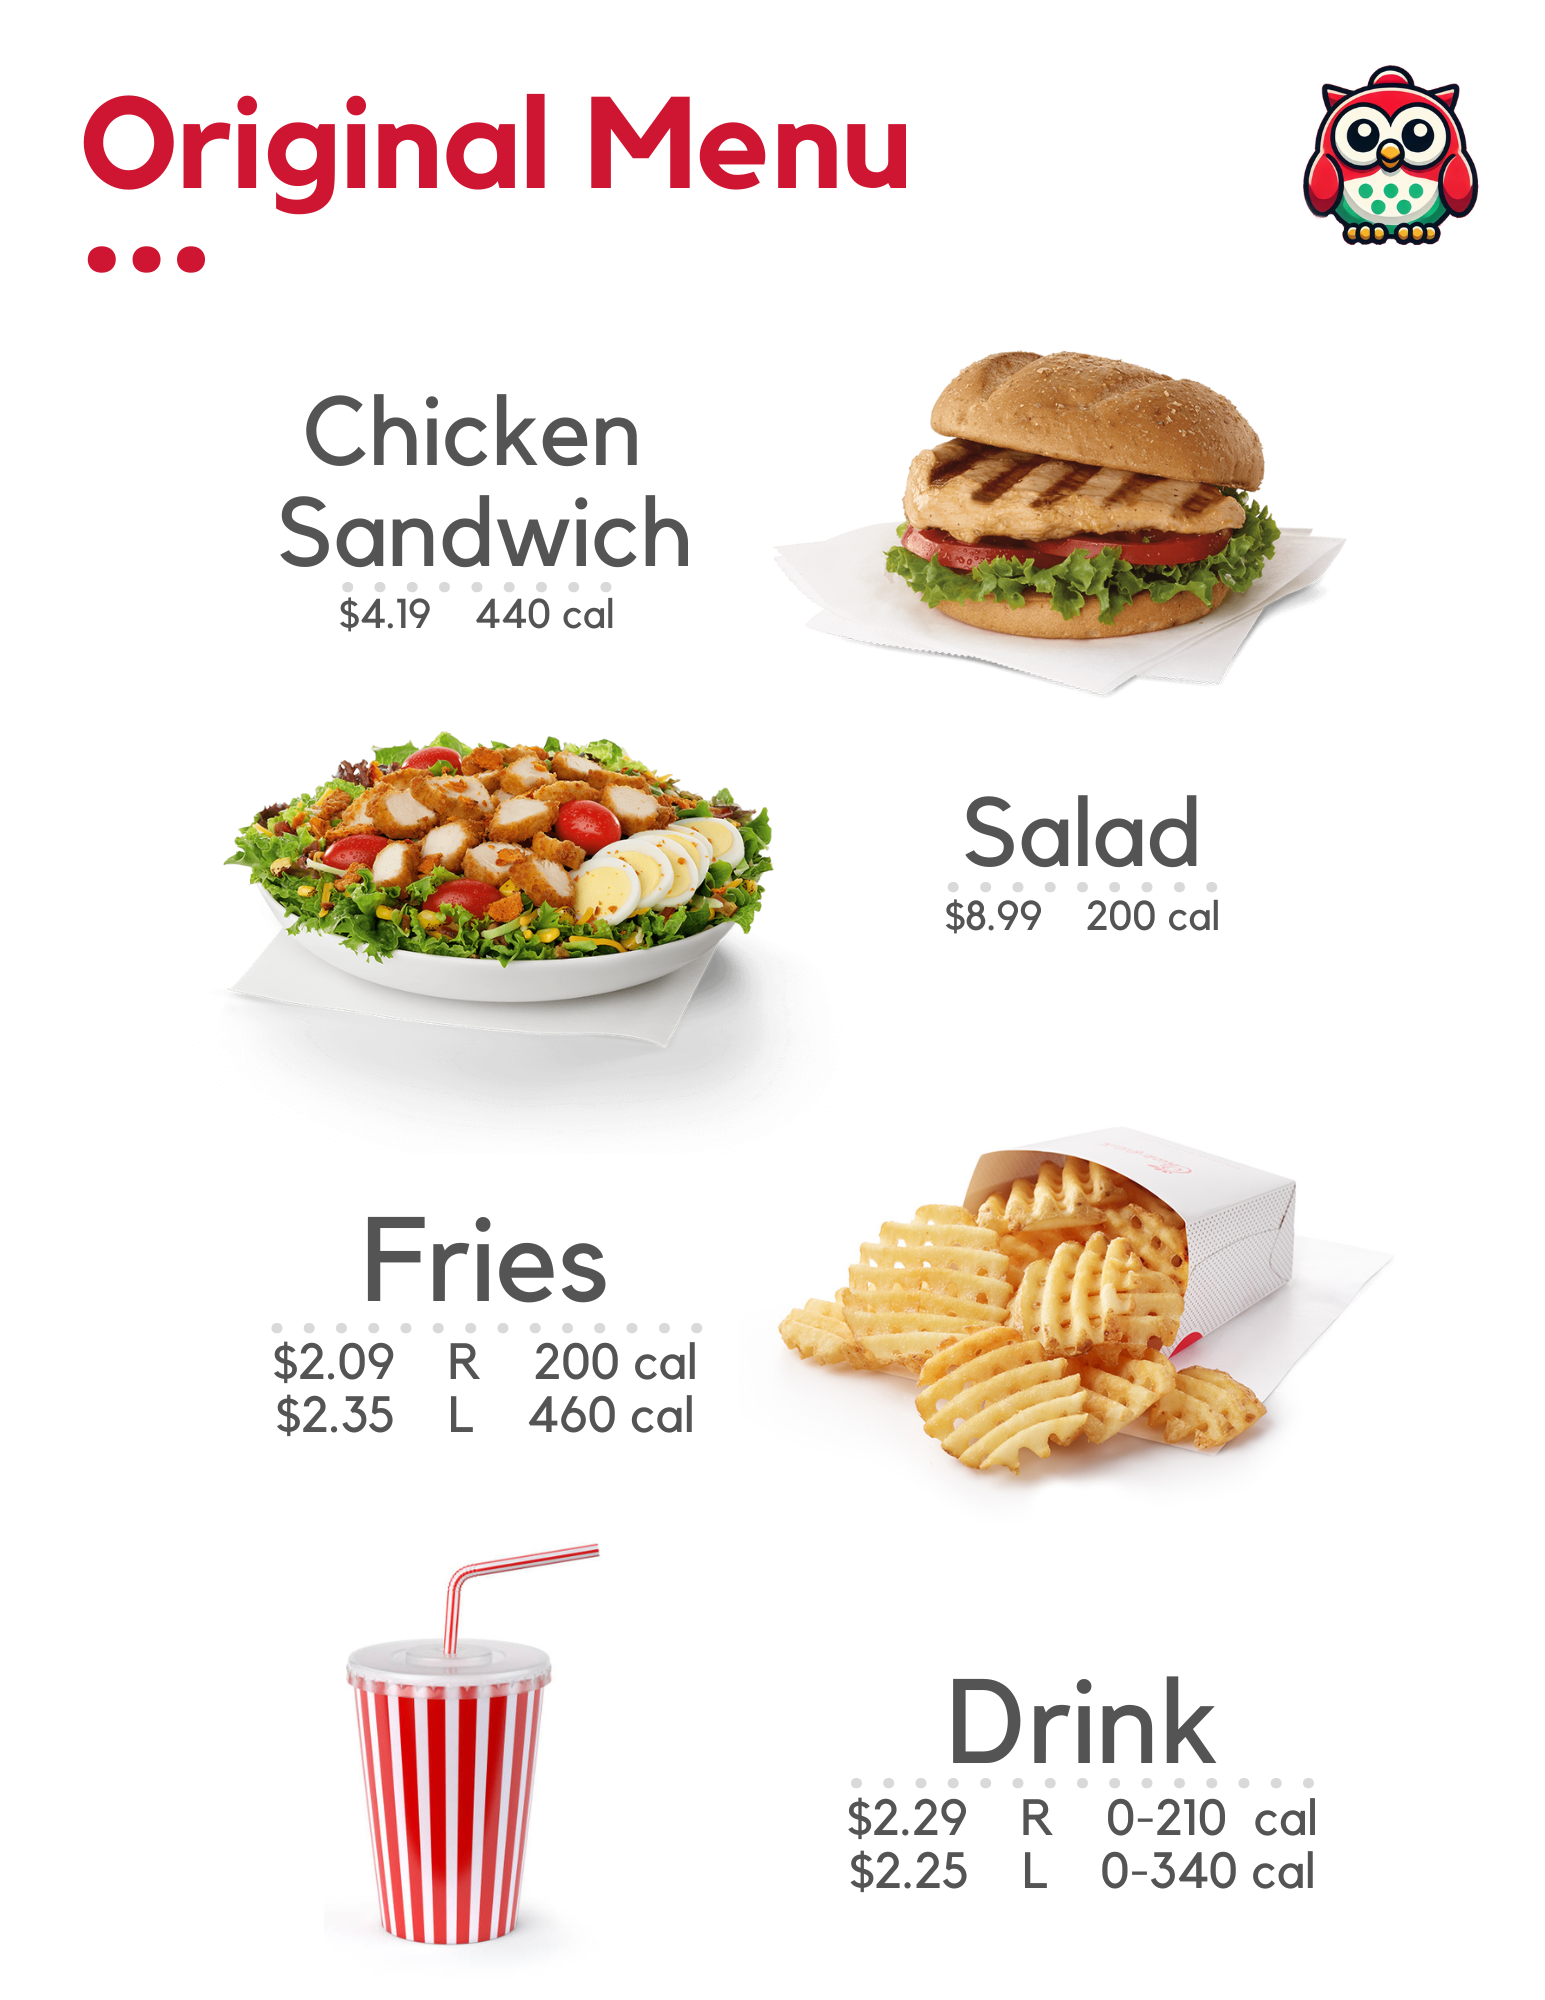 Original Menu
Chicken
Sandwich
$4.19 440 cal
Salad
$8.99 200 cal
Fries
$2.09 R 200 cal
$2.35 L 460 cal
Drink
$2.29 R 0-210 cal
$2.25 L 0-340 cal